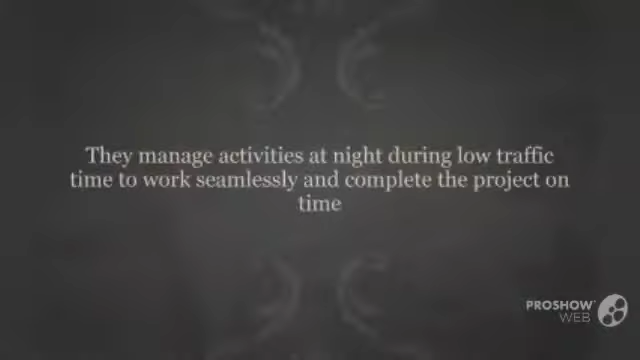 They manage activities at night during low traffic
time to work seamlessly and complete the project on
time
PROSHOW™
WEB